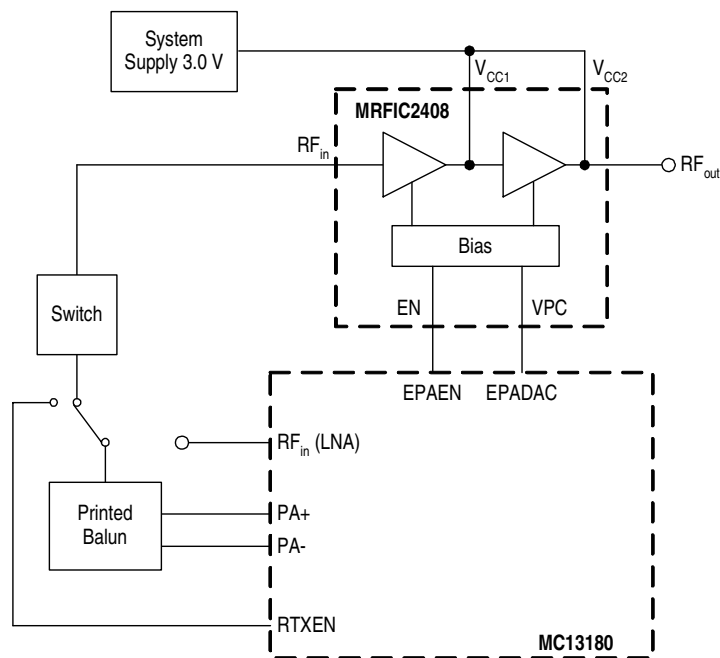 System
Supply 3.0 V
VCC1
VCC2
MRFIC2408
RFin
RFout
Bias
EN
VPC
Switch
EPAEN
EPADAC
RFin (LNA)
Printed
Balun
PA+
PA-
RTXEN
MC13180